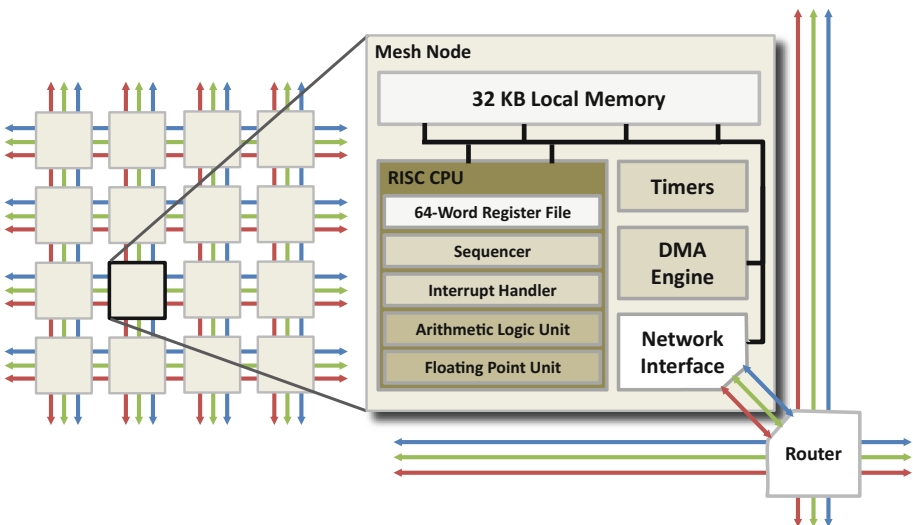 Mesh Node
32 KB Local Memory
RISC CPU
64-Word Register File
Sequencer
Interrupt Handler
Arithmetic Logic Unit
Floating Point Unit
Timers
DMA
Engine
Network
Interface
Router